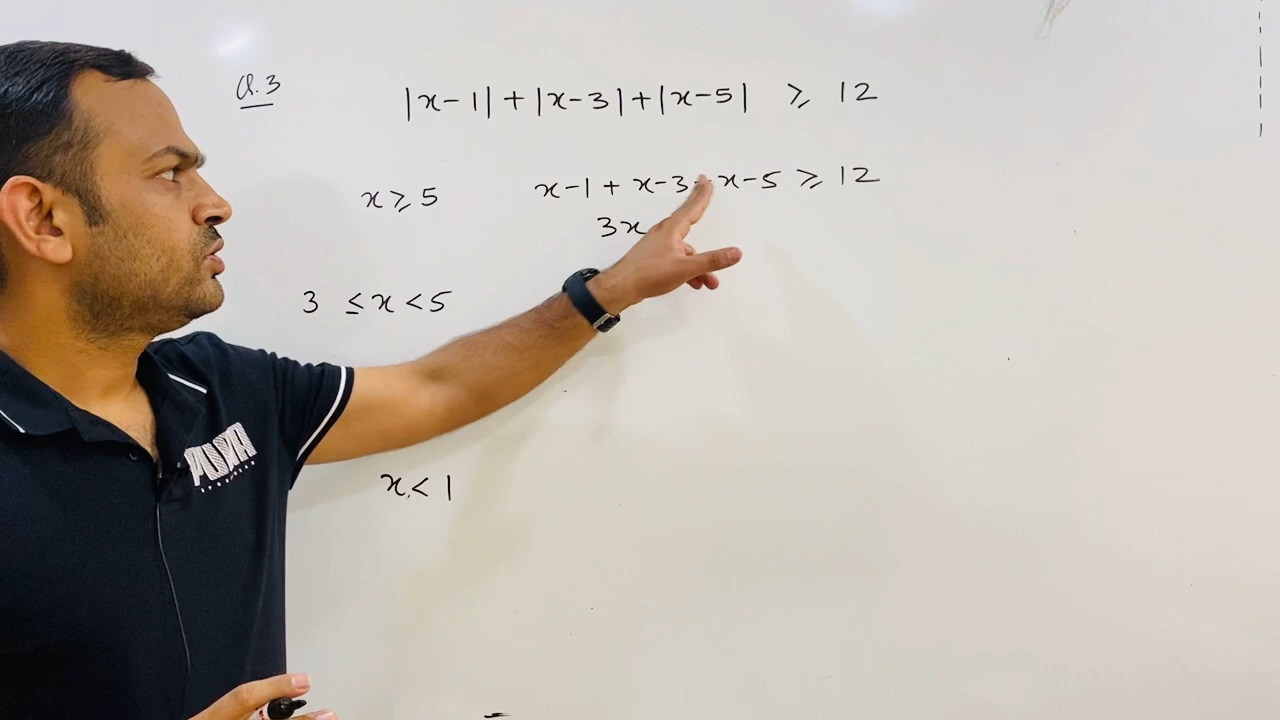 Q.3
|x-1| + |x-3| + |x-5| ≥ 12
x ≥ 5
x-1 + x-3 + x-5 ≥ 12
3x
3 ≤ x < 5
x < 1